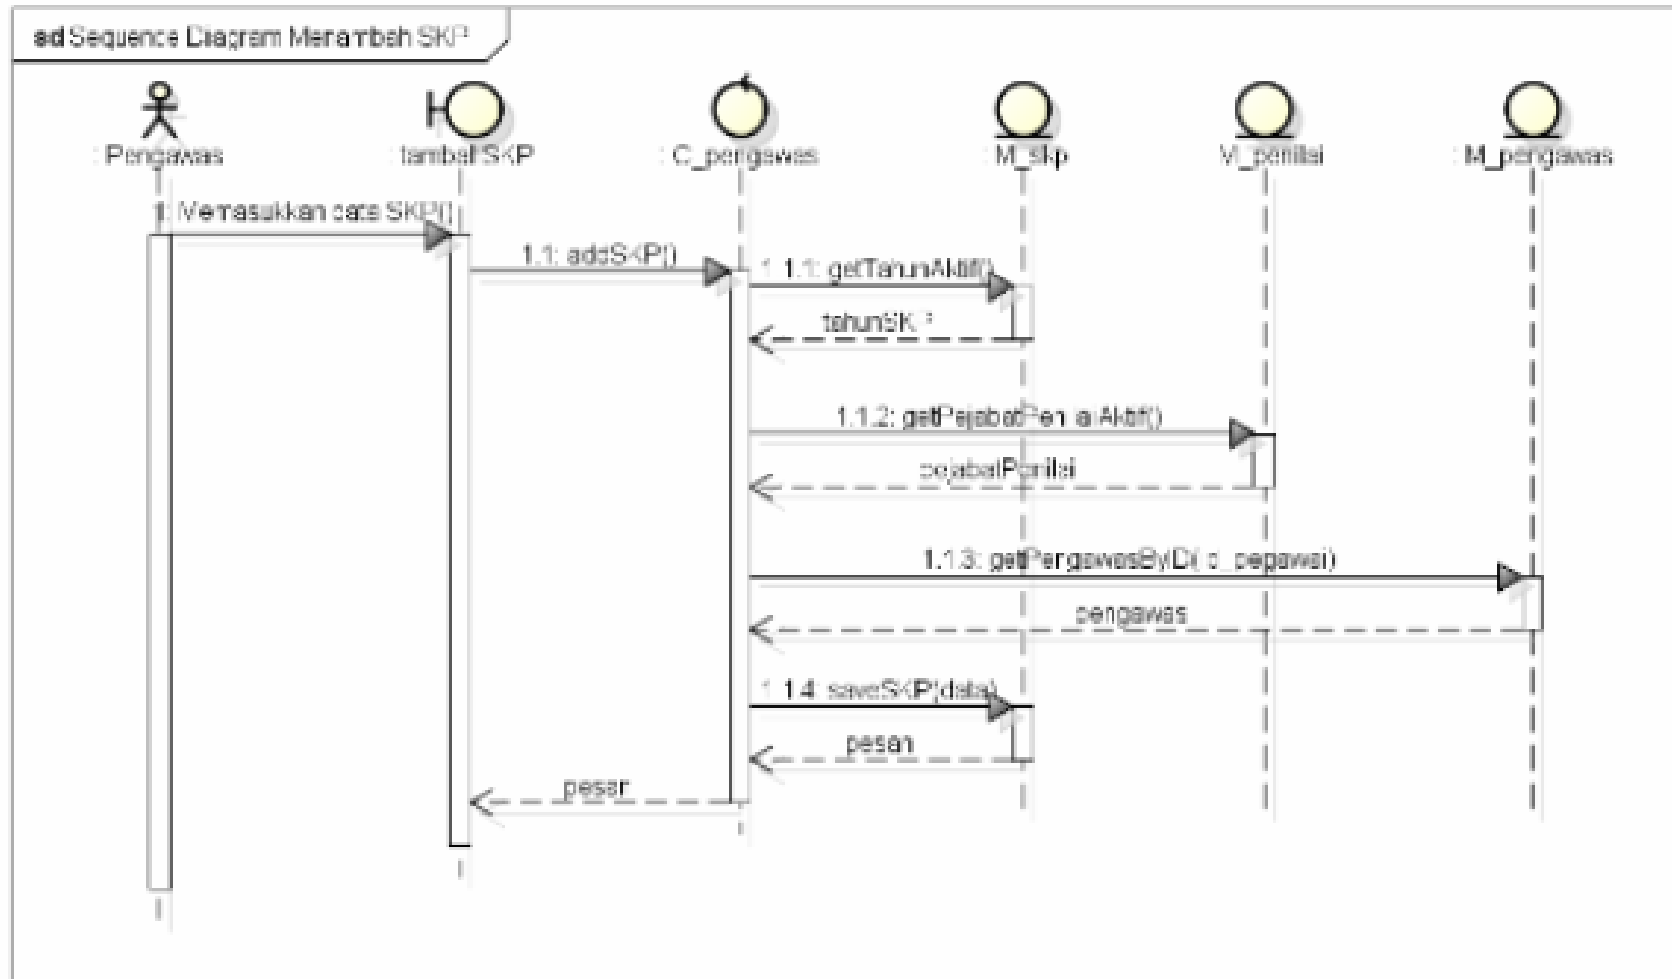 sd Sequence Diagram Menambah SKP
: Pengawas
: tambah SKP
: C_pengawas
: M_skp
: M_penilai
: M_pengawas
1: Memasukkan data SKP()
1.1: addSKP()
1.1.1: getTahunAktif()
tahunSKP
1.1.2: getPejabatPenilaiAktif()
pejabatPenilai
1.1.3: getPengawasByID(id_pegawai)
pengawas
1.1.4: saveSKP(data)
pesan
pesan